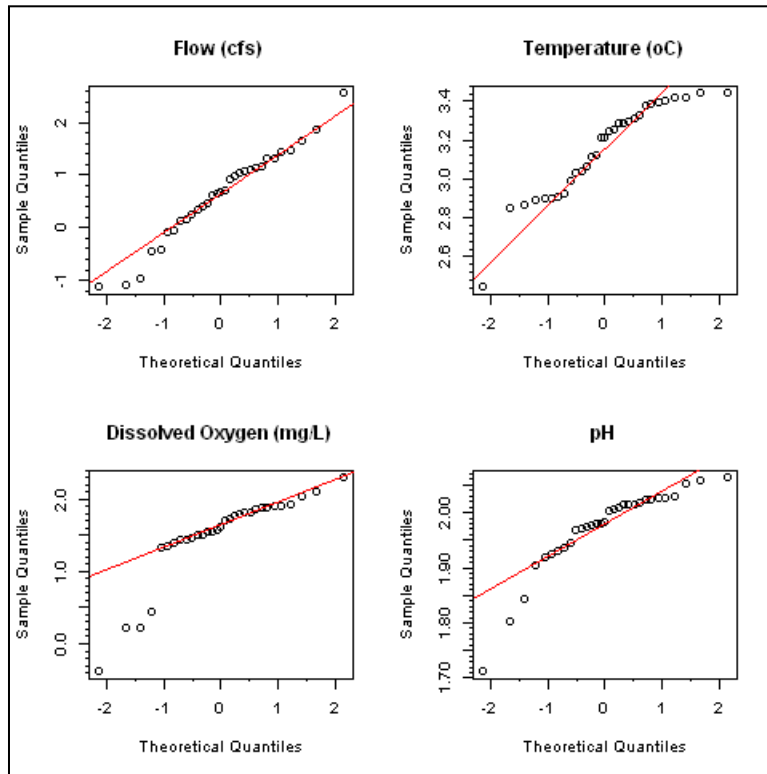 Flow (cfs)
Sample Quantiles
2
1
0
-1
-2 -1 0 1 2
Theoretical Quantiles
Temperature (oC)
Sample Quantiles
3.4
3.2
3.0
2.8
2.6
-2 -1 0 1 2
Theoretical Quantiles
Dissolved Oxygen (mg/L)
Sample Quantiles
2.0
1.0
0.0
-2 -1 0 1 2
Theoretical Quantiles
pH
Sample Quantiles
2.00
1.90
1.80
1.70
-2 -1 0 1 2
Theoretical Quantiles